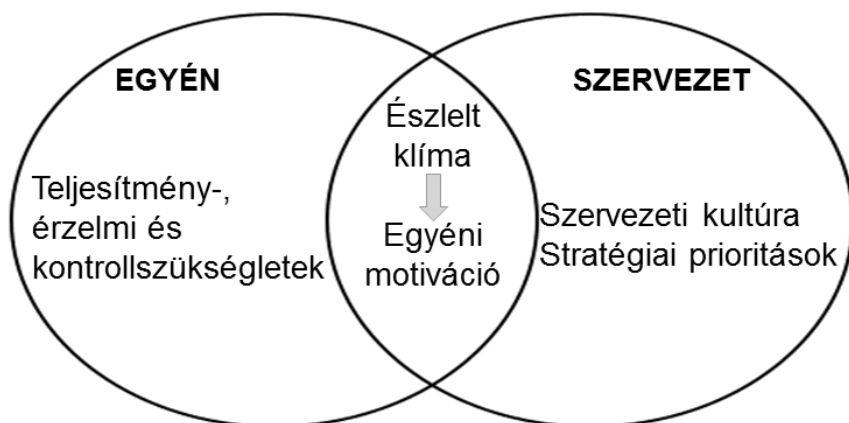 EGYÉN
Teljesítmény-,
érzelmi és
kontrollszükségletek
Észlelt
klíma
Egyéni
motiváció
SZERVEZET
Szervezeti kultúra
Stratégiai prioritások